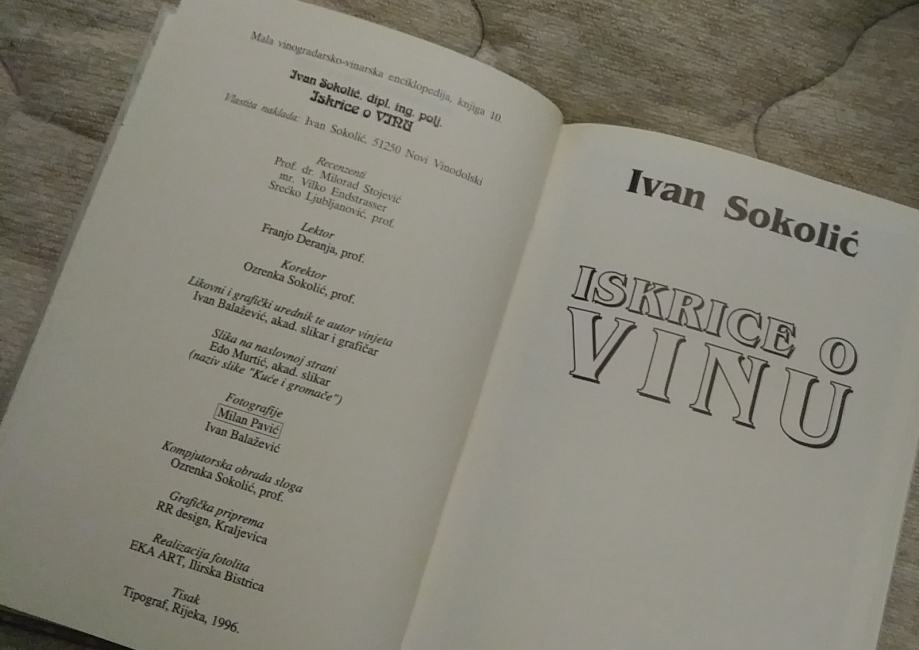 Mala vinogradarsko-vinarska enciklopedija, knjiga 10.
Ivan Sokolić, dipl. ing. polj.
Iskrice o VINU
Vlastita naklada: Ivan Sokolić, 51250 Novi Vinodolski
Recenzenti
Prof. dr. Milorad Stojević
mr. Vilko Endstrasser
Srećko Ljubljanović, prof.
Lektor
Franjo Deranja, prof.
Korektor
Ozrenka Sokolić, prof.
Likovni i grafički urednik te autor vinjeta
Ivan Balažević, akad. slikar i grafičar
Slika na naslovnoj strani
Edo Murtić, akad. slikar
(naziv slike "Kuće i gromače")
Fotografije
Milan Pavić
Ivan Balažević
Kompjutorska obrada sloga
Ozrenka Sokolić, prof.
Grafička priprema
RR design, Kraljevica
Realizacija fotolita
EKA ART, Ilirska Bistrica
Tisak
Tipograf, Rijeka, 1996.
Ivan Sokolić
ISKRICE O
VINU